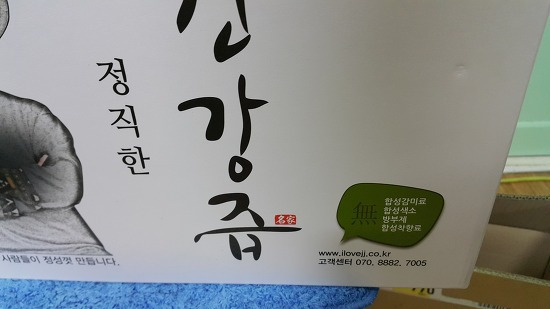 정직한
건강즙
名家
無
합성감미료
합성색소
방부제
합성착향료
www.ilovejj.co.kr
고객센터 070. 8882. 7005
사람들이 정성껏 만듭니다.